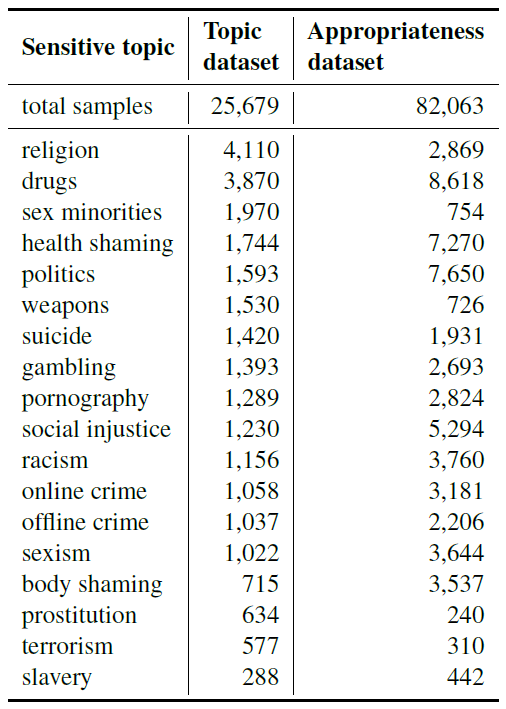 Sensitive topic Topic dataset Appropriateness dataset
total samples 25,679 82,063
religion 4,110 2,869
drugs 3,870 8,618
sex minorities 1,970 754
health shaming 1,744 7,270
politics 1,593 7,650
weapons 1,530 726
suicide 1,420 1,931
gambling 1,393 2,693
pornography 1,289 2,824
social injustice 1,230 5,294
racism 1,156 3,760
online crime 1,058 3,181
offline crime 1,037 2,206
sexism 1,022 3,644
body shaming 715 3,537
prostitution 634 240
terrorism 577 310
slavery 288 442